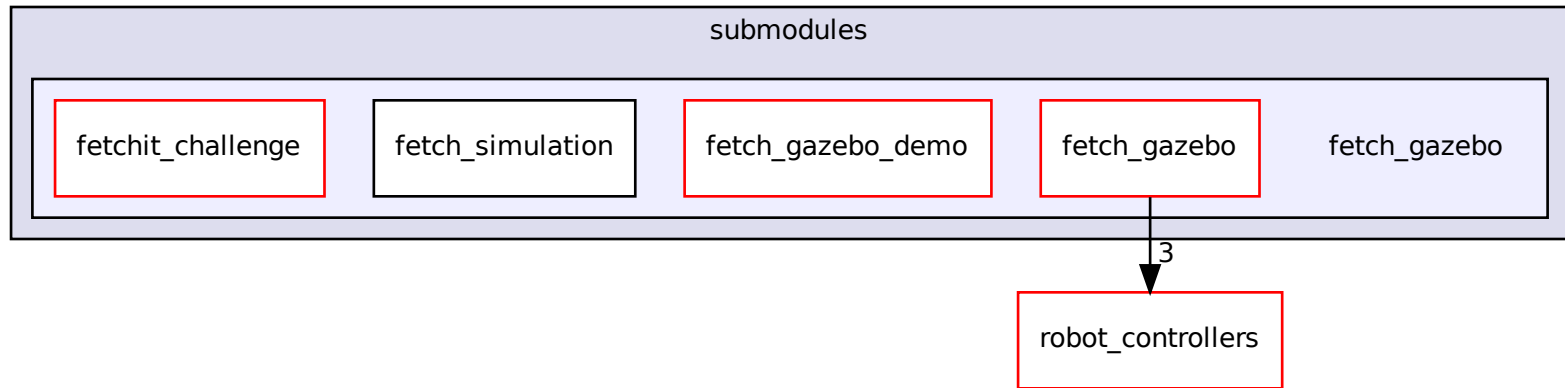 submodules
fetchit_challenge
fetch_simulation
fetch_gazebo_demo
fetch_gazebo
fetch_gazebo
3
robot_controllers